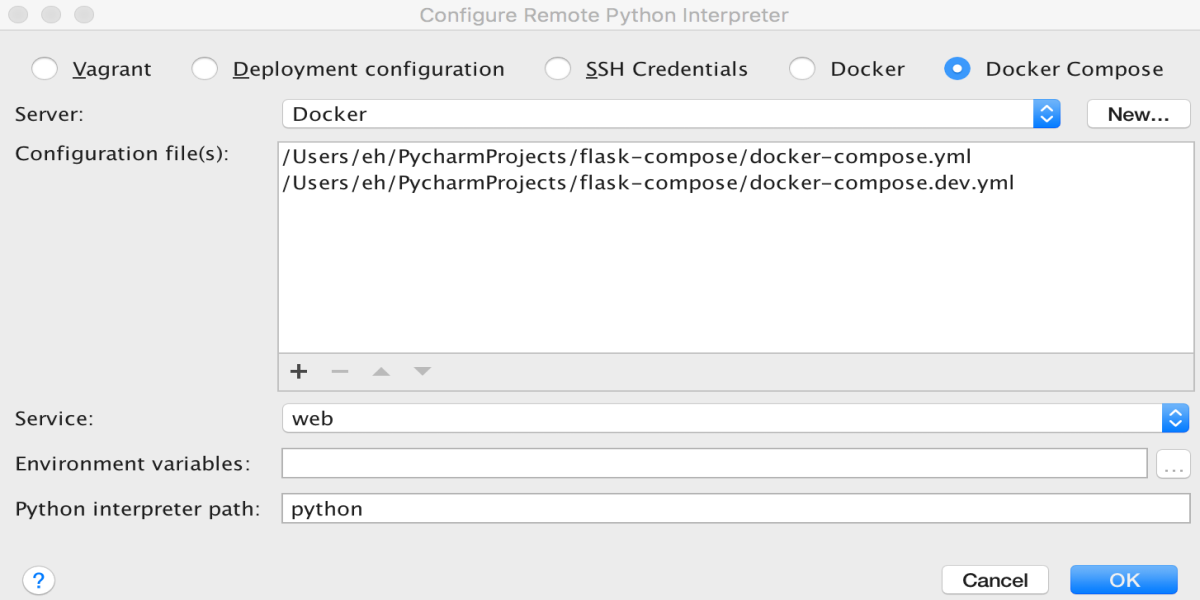 Configure Remote Python Interpreter
Vagrant Deployment configuration SSH Credentials Docker Docker Compose
Server: Docker New...
Configuration file(s): /Users/eh/PycharmProjects/flask-compose/docker-compose.yml
/Users/eh/PycharmProjects/flask-compose/docker-compose.dev.yml
Service: web
Environment variables: ...
Python interpreter path: python
? Cancel OK